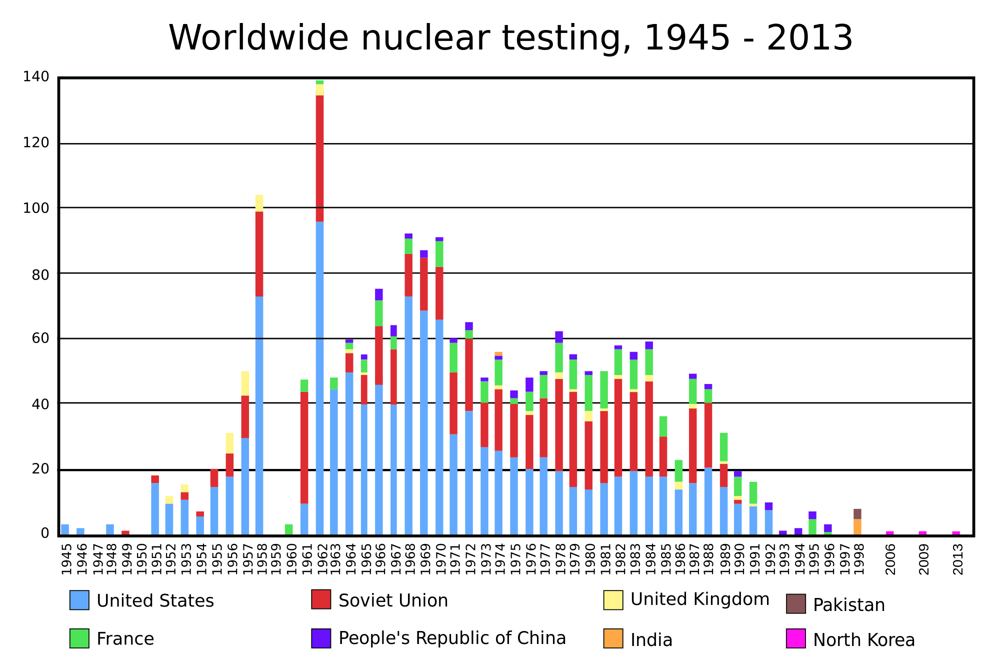 Worldwide nuclear testing, 1945 - 2013
140
120
100
80
60
40
20
0
1945 1946 1947 1948 1949 1950 1951 1952 1953 1954 1955 1956 1957 1958 1959 1960 1961 1962 1963 1964 1965 1966 1967 1968 1969 1970 1971 1972 1973 1974 1975 1976 1977 1978 1979 1980 1981 1982 1983 1984 1985 1986 1987 1988 1989 1990 1991 1992 1993 1994 1995 1996 1997 1998 2006 2009 2013
United States Soviet Union United Kingdom Pakistan
France People's Republic of China India North Korea